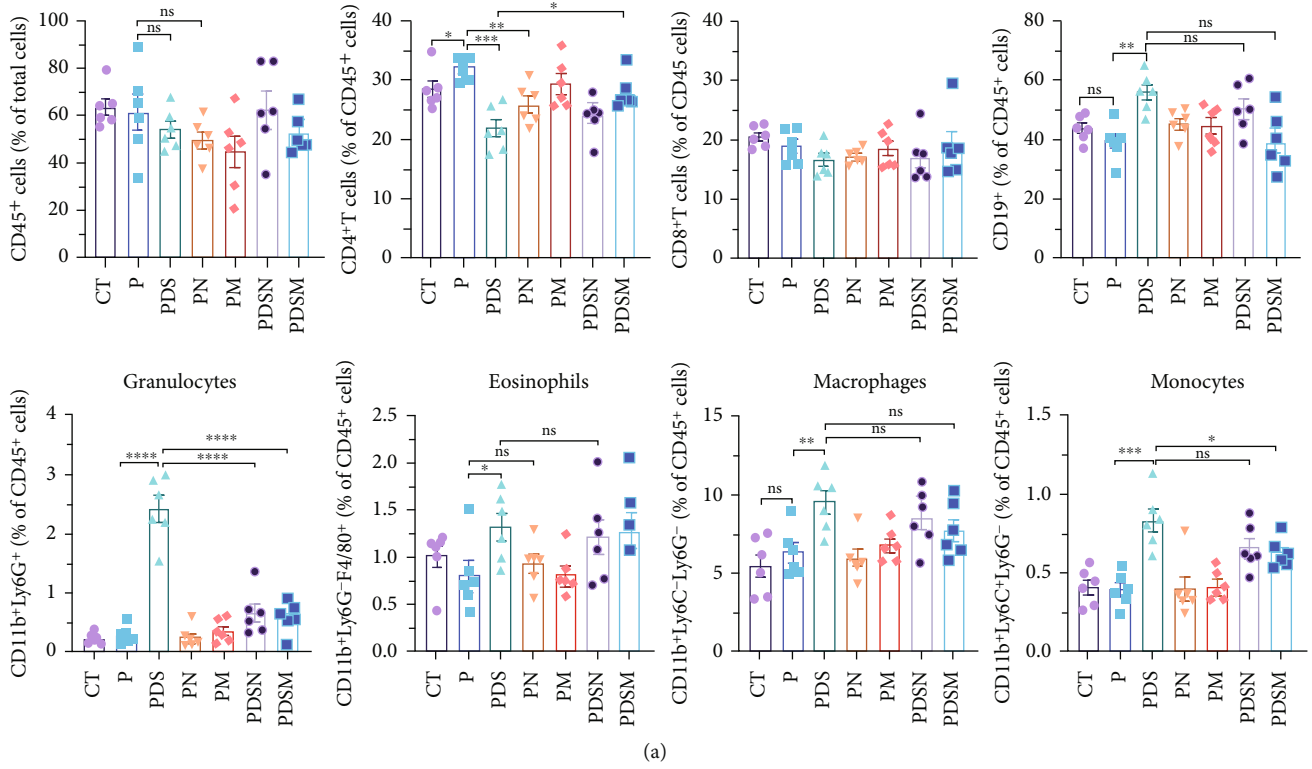 CD45⁺ cells (% of total cells)
100
80
60
40
20
0
ns
ns
CT
P
PDS
PN
PM
PDSN
PDSM
CD4⁺T cells (% of CD45⁺ cells)
40
30
20
10
0
*
*
**
***
CT
P
PDS
PN
PM
PDSN
PDSM
CD8⁺T cells (% of CD45 cells)
40
30
20
10
0
CT
P
PDS
PN
PM
PDSN
PDSM
CD19⁺ (% of CD45⁺ cells)
80
60
40
20
0
ns
ns
**
ns
CT
P
PDS
PN
PM
PDSN
PDSM
Granulocytes
CD11b⁺Ly6G⁺ (% of CD45⁺ cells)
4
3
2
1
0
****
****
****
CT
P
PDS
PN
PM
PDSN
PDSM
Eosinophils
CD11b⁺Ly6G⁻F4/80⁺ (% of CD45⁺ cells)
2.5
2.0
1.5
1.0
0.5
0.0
ns
ns
*
CT
P
PDS
PN
PM
PDSN
PDSM
Macrophages
CD11b⁺Ly6C⁻Ly6G⁻ (% of CD45⁺ cells)
15
10
5
0
ns
ns
**
ns
CT
P
PDS
PN
PM
PDSN
PDSM
Monocytes
CD11b⁺Ly6C⁺Ly6G⁻ (% of CD45⁺ cells)
1.5
1.0
0.5
0.0
*
***
ns
CT
P
PDS
PN
PM
PDSN
PDSM
(a)